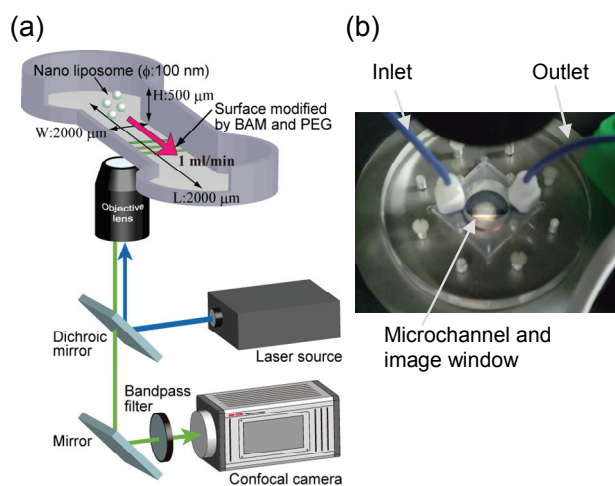 (a)
Nano liposome (ϕ:100 nm)
H:500 μm
Surface modified
by BAM and PEG
W:2000 μm
1 ml/min
L:2000 μm
Objective
lens
Dichroic
mirror
Laser source
Bandpass
filter
Mirror
Confocal camera
(b)
Inlet
Outlet
Microchannel and
image window